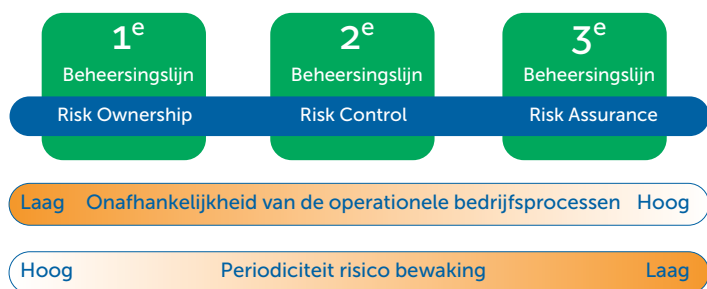 1e 2e 3e
Beheersingslijn Beheersingslijn Beheersingslijn
Risk Ownership Risk Control Risk Assurance
Laag Onafhankelijkheid van de operationele bedrijfsprocessen Hoog
Hoog Periodiciteit risico bewaking Laag